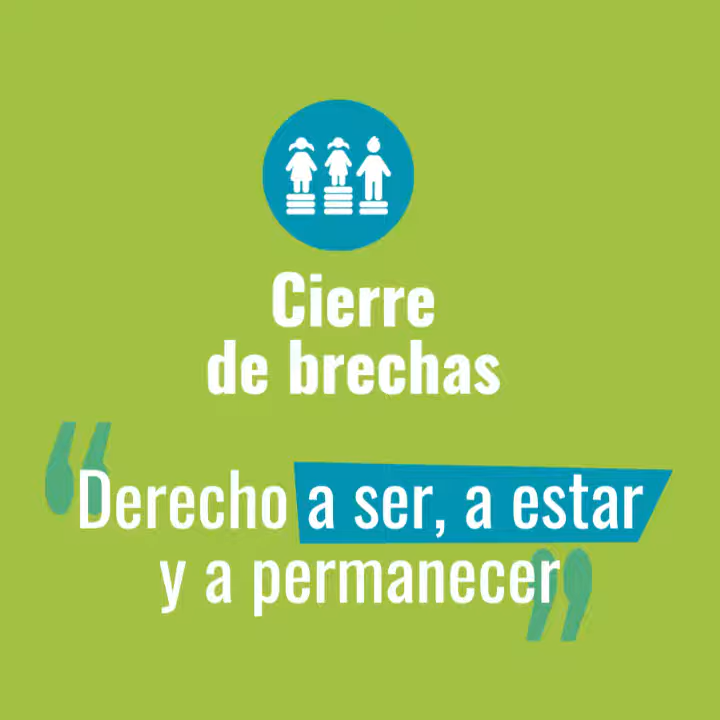 Cierre
de brechas
“Derecho a ser, a estar
y a permanecer”